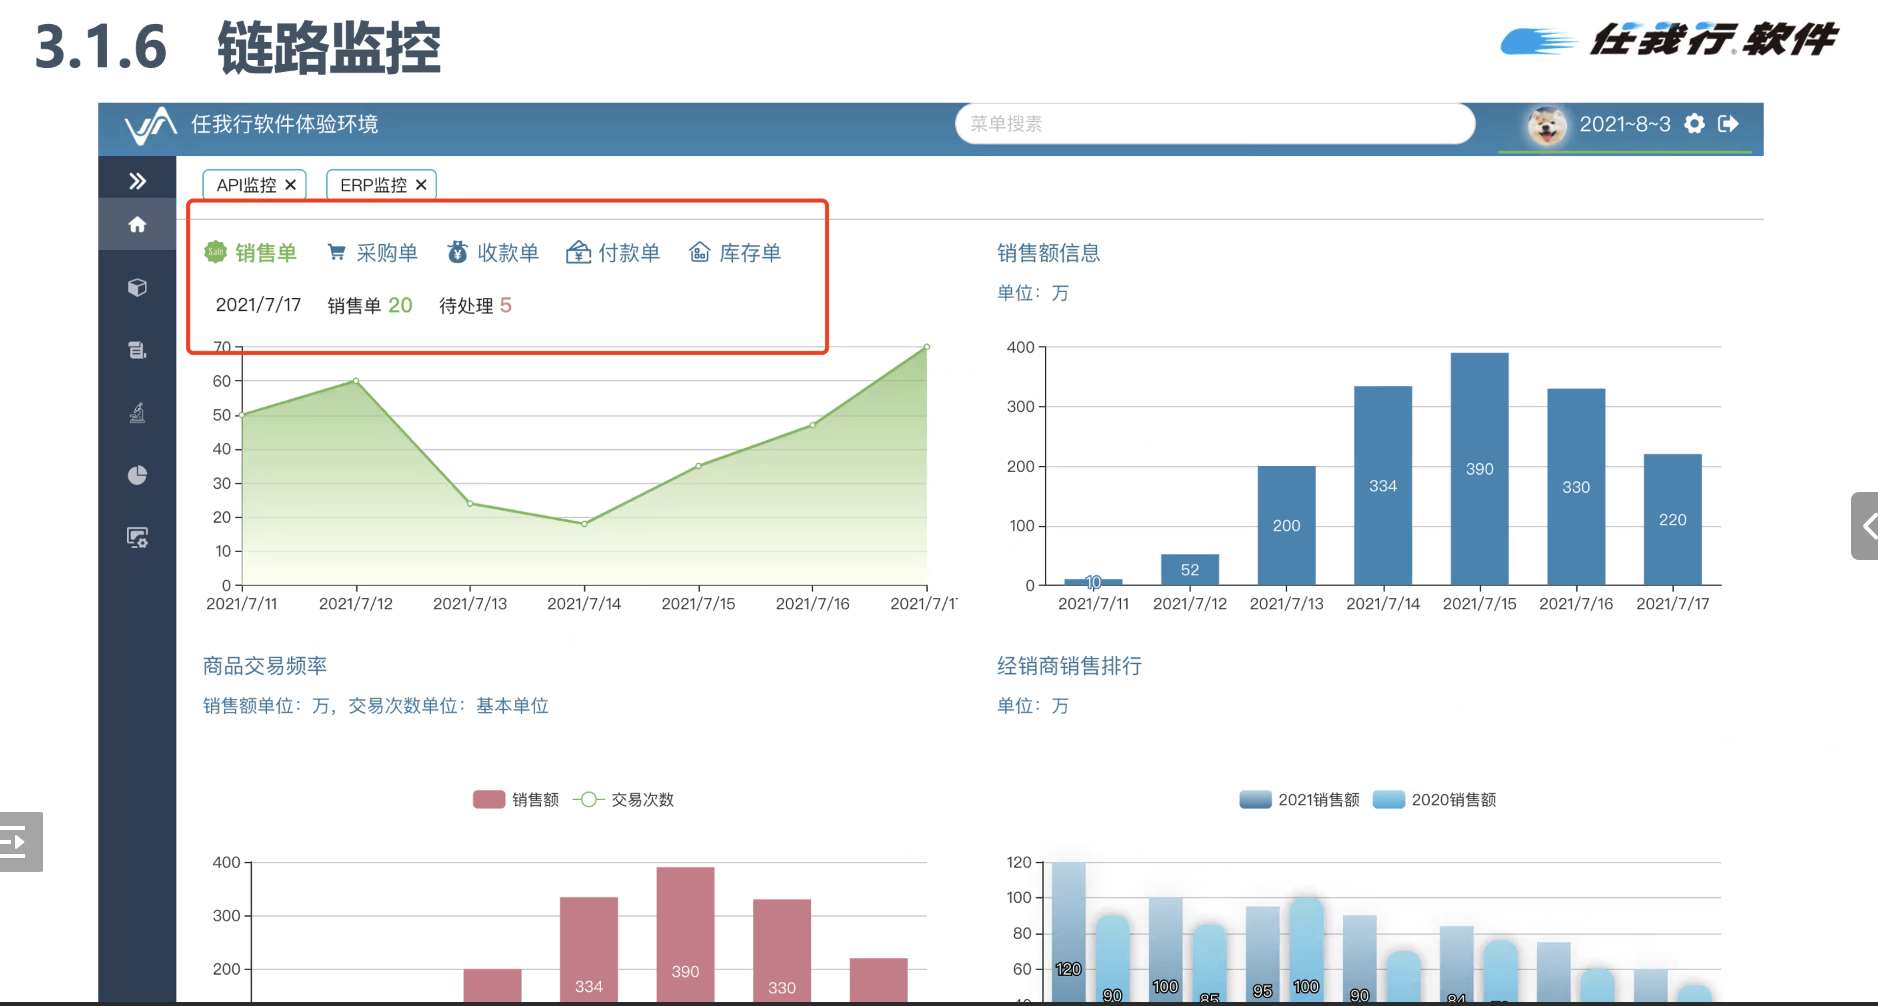 3.1.6 链路监控
任我行软件
任我行软件体验环境
菜单搜素
2021~8~3
API监控 ✕ ERP监控 ✕
Sale 销售单 采购单 收款单 付款单 库存单
2021/7/17 销售单 20 待处理 5
70
60
50
40
30
20
10
0
2021/7/11 2021/7/12 2021/7/13 2021/7/14 2021/7/15 2021/7/16 2021/7/1
销售额信息
单位：万
400
300
200
100
0
10 52 200 334 390 330 220
2021/7/11 2021/7/12 2021/7/13 2021/7/14 2021/7/15 2021/7/16 2021/7/17
商品交易频率
销售额单位：万，交易次数单位：基本单位
销售额 交易次数
400
300
200
334 390 330
经销商销售排行
单位：万
2021销售额 2020销售额
120
100
80
60
120 90 100 85 95 100 90 84